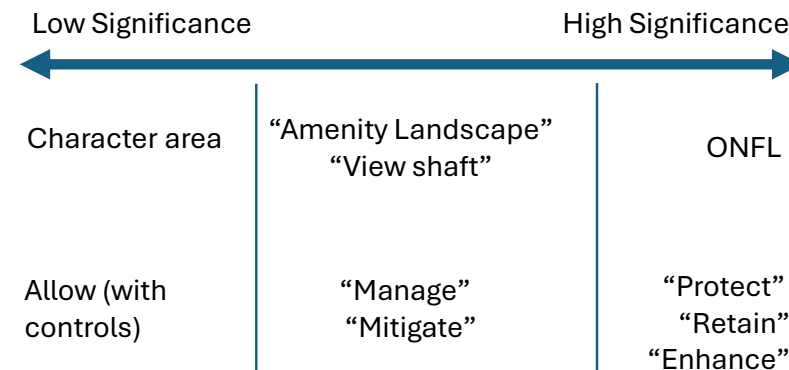 Low Significance
High Significance
Character area
“Amenity Landscape”
“View shaft”
ONFL
Allow (with
controls)
“Manage”
“Mitigate”
“Protect”
“Retain”
“Enhance”